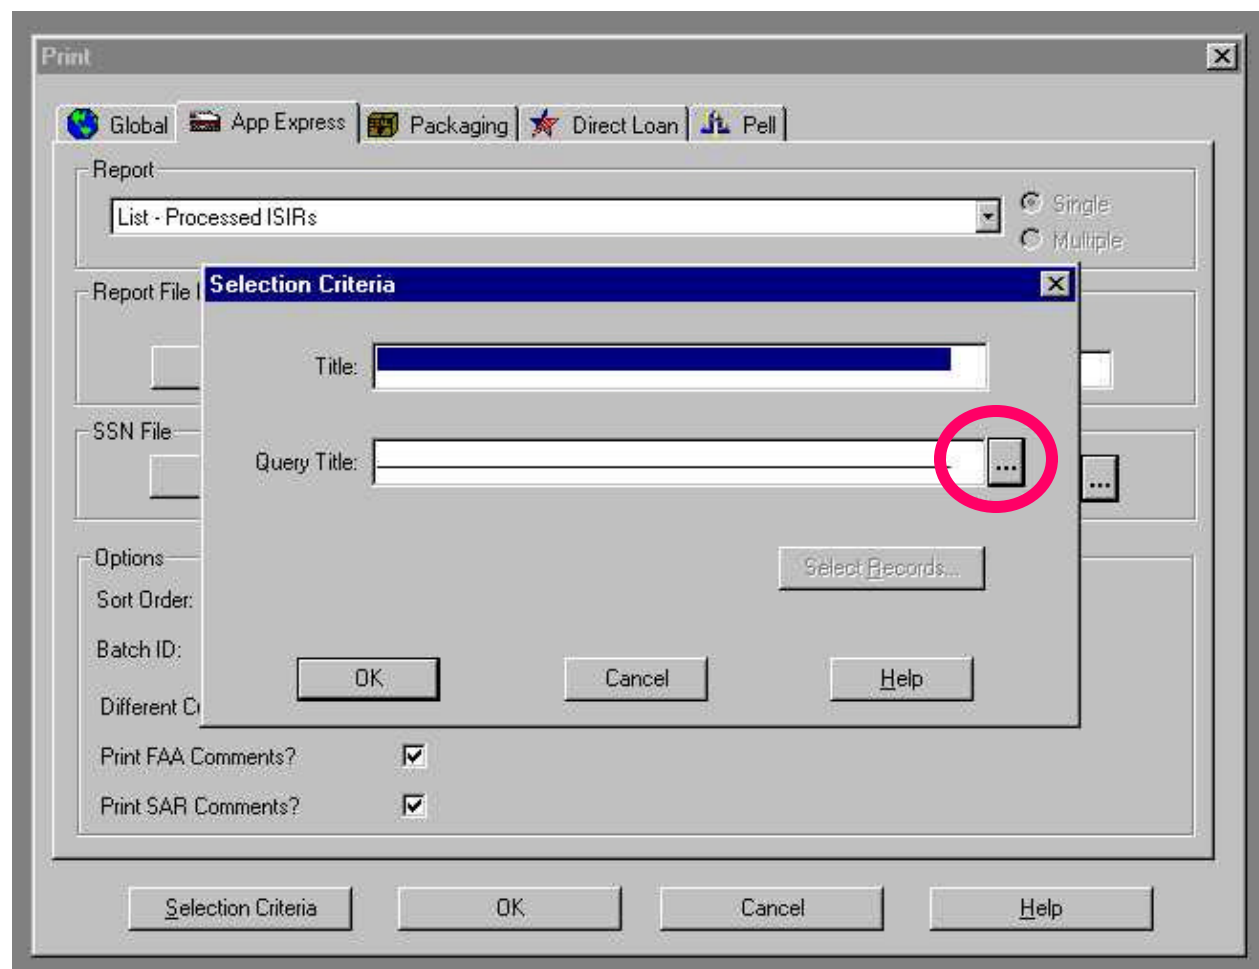 Print
Global App Express Packaging Direct Loan Pell
Report
List - Processed ISIRs
Single
Multiple
Report File
Selection Criteria
Title:
SSN File
Query Title:
...
...
Select Records...
Options
Sort Order:
Batch ID:
OK Cancel Help
Different
Print FAA Comments?
Print SAR Comments?
Selection Criteria OK Cancel Help